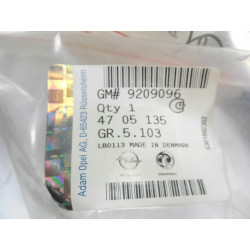 Adam Opel AG, D-65423 Rüsselsheim
GM# 9209096
Qty 1
47 05 135
GR.5.103
LB0113 MADE IN DENMARK